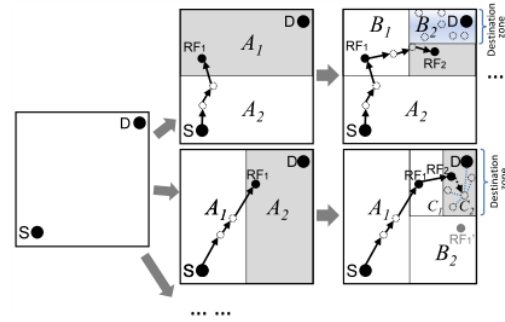 D
S
D
RF₁
A₁
A₂
S
B₁
B₂
D
RF₁
RF₂
A₂
S
Destination
zone
...
D
RF₁
A₁
A₂
S
D
RF₁
RF₂
A₁
C₁
C₂
RF₁'
B₂
S
Destination
zone
... ...